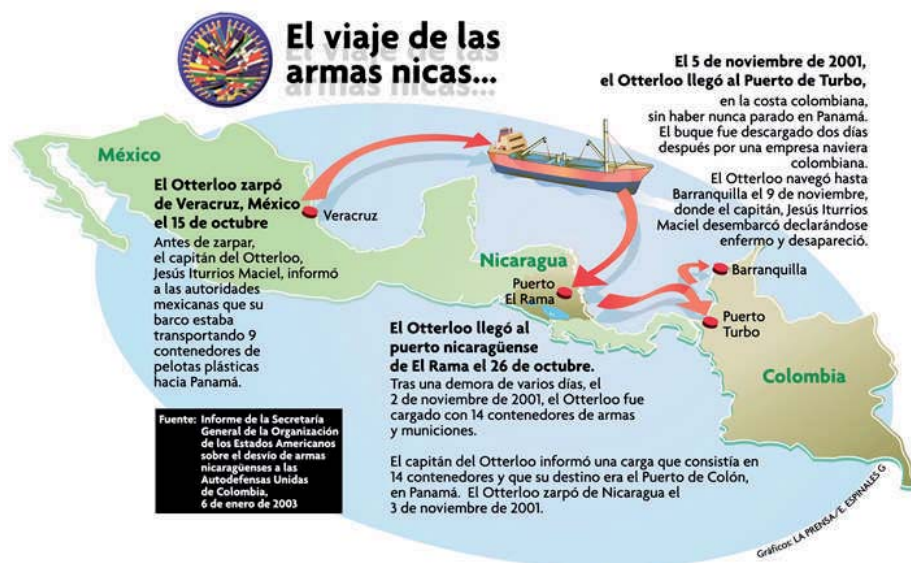 El viaje de las
armas nicas...
El 5 de noviembre de 2001,
el Otterloo llegó al Puerto de Turbo,
en la costa colombiana,
sin haber nunca parado en Panamá.
El buque fue descargado dos días
después por una empresa naviera
colombiana.
El Otterloo navegó hasta
Barranquilla el 9 de noviembre,
donde el capitán, Jesús Iturrios
Maciel desembarcó declarándose
enfermo y desapareció.
México
El Otterloo zarpó
de Veracruz, México
el 15 de octubre
Veracruz
Antes de zarpar,
el capitán del Otterloo,
Jesús Iturrios Maciel, informó
a las autoridades
mexicanas que su
barco estaba
transportando 9
contenedores de
pelotas plásticas
hacia Panamá.
Nicaragua
Puerto
El Rama
Barranquilla
Puerto
Turbo
Colombia
El Otterloo llegó al
puerto nicaragüense
de El Rama el 26 de octubre.
Tras una demora de varios días, el
2 de noviembre de 2001, el Otterloo fue
cargado con 14 contenedores de armas
y municiones.
El capitán del Otterloo informó una carga que consistía en
14 contenedores y que su destino era el Puerto de Colón,
en Panamá. El Otterloo zarpó de Nicaragua el
3 de noviembre de 2001.
Fuente: Informe de la Secretaría
General de la Organización
de los Estados Americanos
sobre el desvío de armas
nicaragüenses a las
Autodefensas Unidas
de Colombia,
6 de enero de 2003
Gráficos: LA PRENSA/E. ESPINALES G